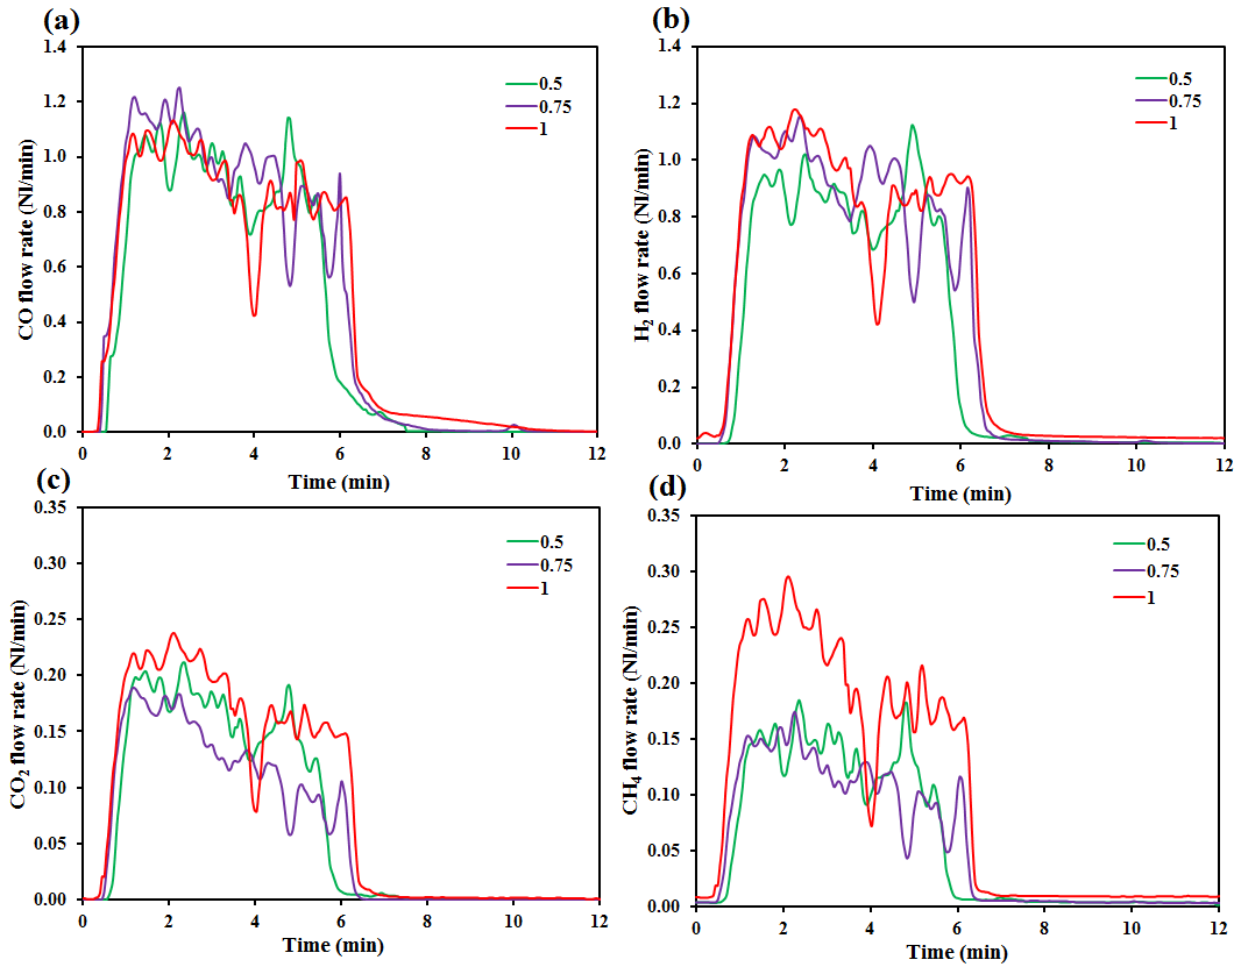 (a)
CO flow rate (Nl/min)
1.4
1.2
1.0
0.8
0.6
0.4
0.2
0.0
0.5
0.75
1
0 2 4 6 8 10 12
Time (min)
(b)
H₂ flow rate (Nl/min)
1.4
1.2
1.0
0.8
0.6
0.4
0.2
0.0
0.5
0.75
1
0 2 4 6 8 10 12
Time (min)
(c)
CO₂ flow rate (Nl/min)
0.35
0.30
0.25
0.20
0.15
0.10
0.05
0.00
0.5
0.75
1
0 2 4 6 8 10 12
Time (min)
(d)
CH₄ flow rate (Nl/min)
0.35
0.30
0.25
0.20
0.15
0.10
0.05
0.00
0.5
0.75
1
0 2 4 6 8 10 12
Time (min)